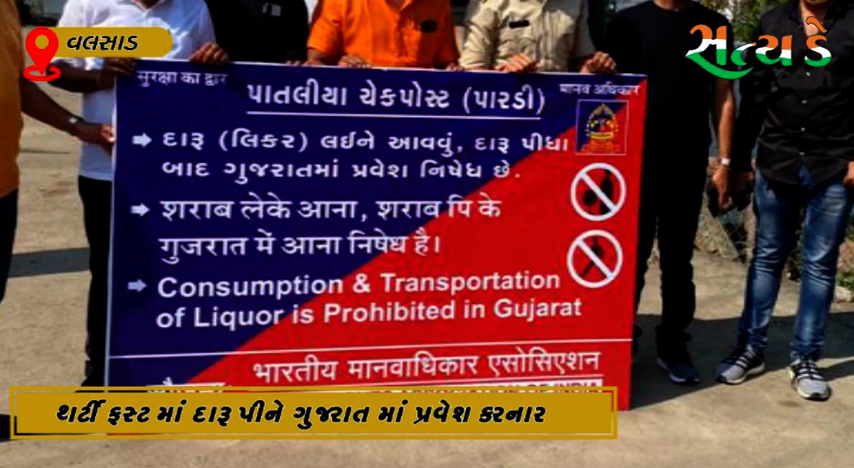 વલસાડ
સત્ય ડે
सुरक्षा का द्वार
પાતલીયા ચેકપોસ્ટ (પારડી)
मानव अधिकार
➡ દારૂ (લિકર) લઈને આવવું, દારૂ પીધા
બાદ ગુજરાતમાં પ્રવેશ નિષેધ છે.
➡ शराब लेके आना, शराब पि के
गुजरात में आना निषेध है।
➡ Consumption & Transportation
of Liquor is Prohibited in Gujarat
भारतीय मानवाधिकार एसोसिएशन
થર્ટી ફસ્ટ માં દારૂ પીને ગુજરાત માં પ્રવેશ કરનાર